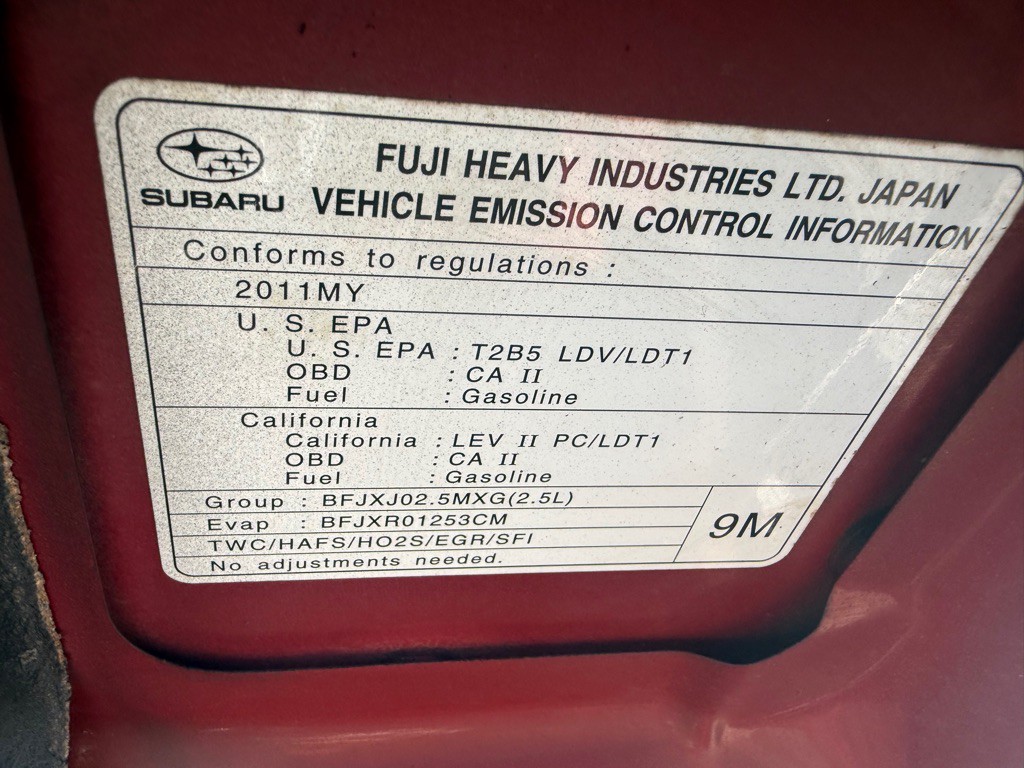 SUBARU
FUJI HEAVY INDUSTRIES LTD. JAPAN
VEHICLE EMISSION CONTROL INFORMATION
Conforms to regulations :
2011MY
U. S. EPA
U. S. EPA : T2B5 LDV/LDT1
OBD : CA II
Fuel : Gasoline
California
California : LEV II PC/LDT1
OBD : CA II
Fuel : Gasoline
Group : BFJXJ02.5MXG(2.5L)
Evap : BFJXR01253CM
TWC/HAFS/HO2S/EGR/SFI
No adjustments needed.
9M